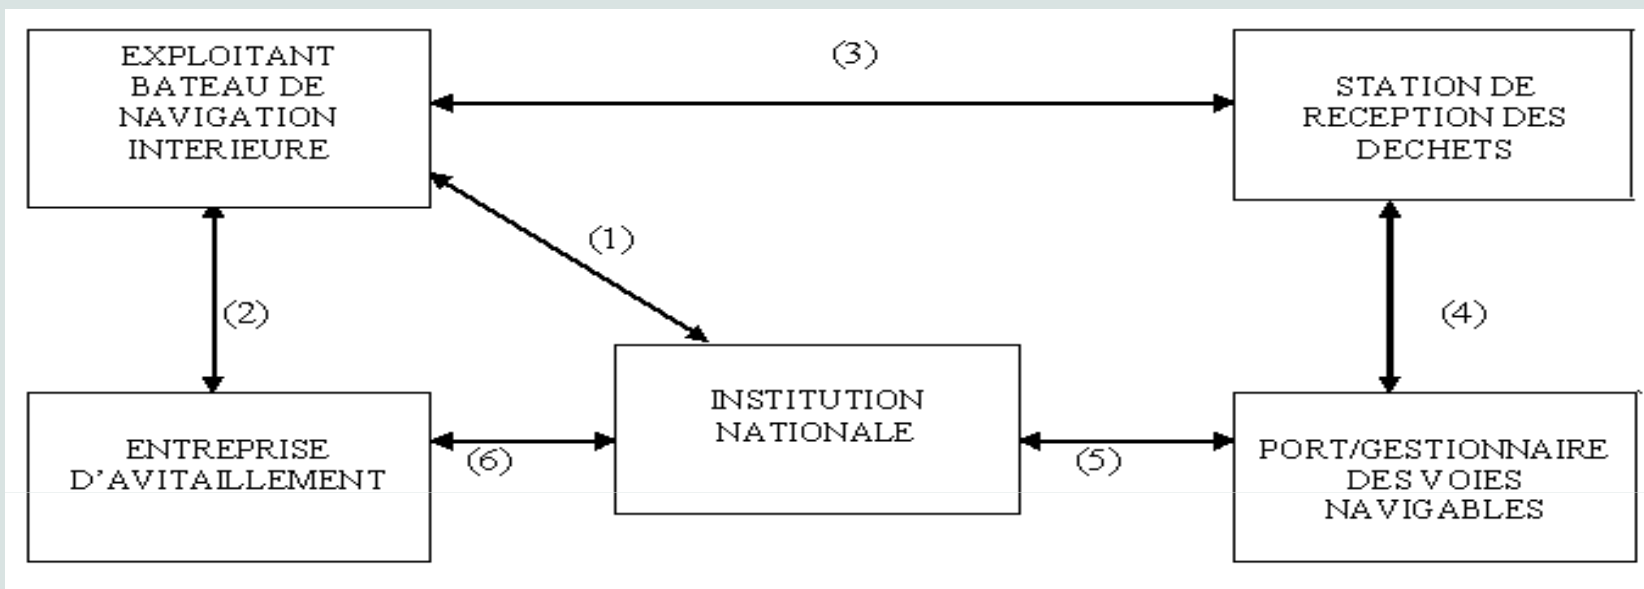 EXPLOITANT
BATEAU DE
NAVIGATION
INTERIEURE
(3)
STATION DE
RECEPTION DES
DECHETS
(1)
(2)
(4)
INSTITUTION
NATIONALE
ENTREPRISE
D'AVITAILLEMENT
(6)
(5)
PORT/GESTIONNAIRE
DES VOIES
NAVIGABLES